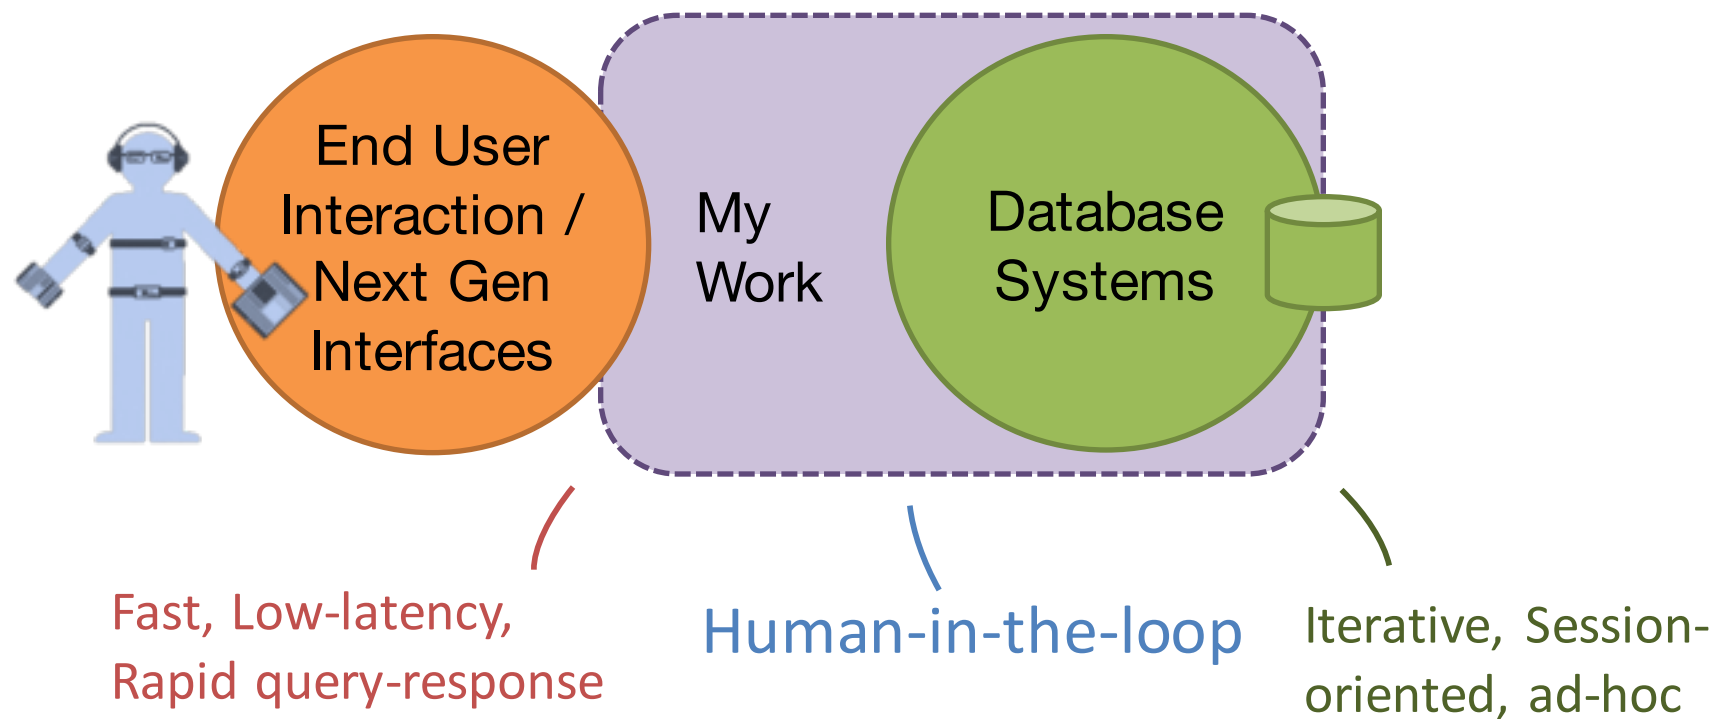 End User
Interaction /
Next Gen
Interfaces
My
Work
Database
Systems
Fast, Low-latency,
Rapid query-response
Human-in-the-loop
Iterative, Session-
oriented, ad-hoc